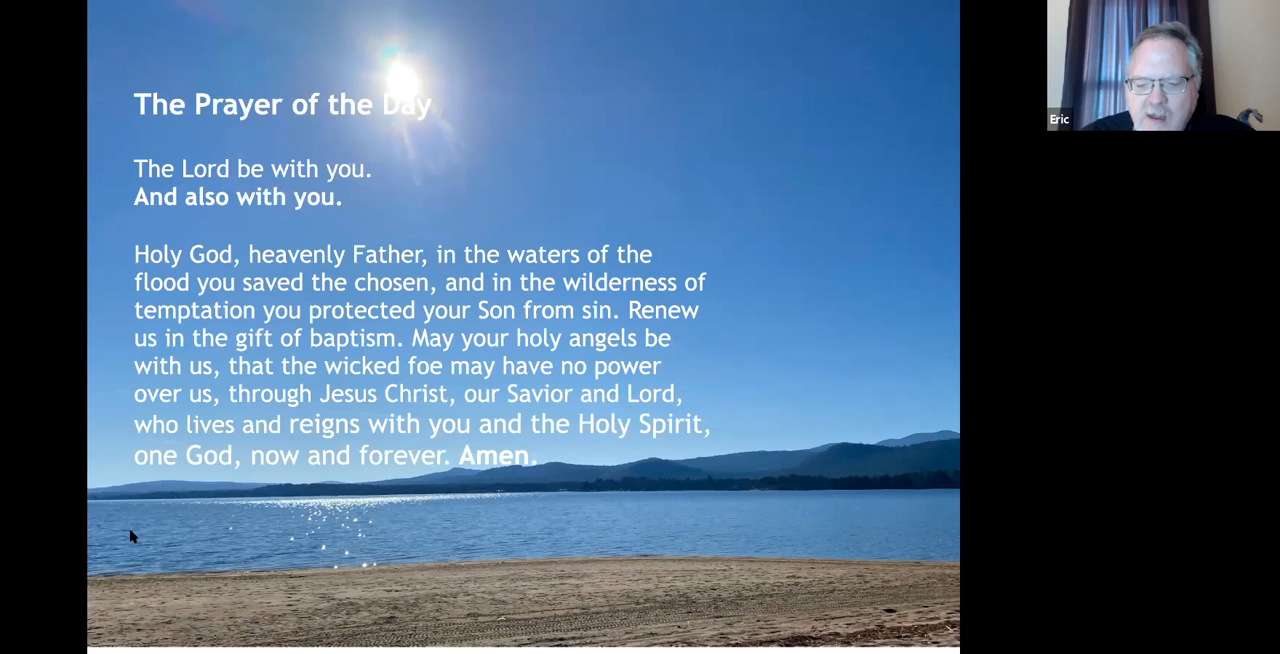 The Prayer of the Day
The Lord be with you.
And also with you.
Holy God, heavenly Father, in the waters of the
flood you saved the chosen, and in the wilderness of
temptation you protected your Son from sin. Renew
us in the gift of baptism. May your holy angels be
with us, that the wicked foe may have no power
over us, through Jesus Christ, our Savior and Lord,
who lives and reigns with you and the Holy Spirit,
one God, now and forever. Amen.
Eric